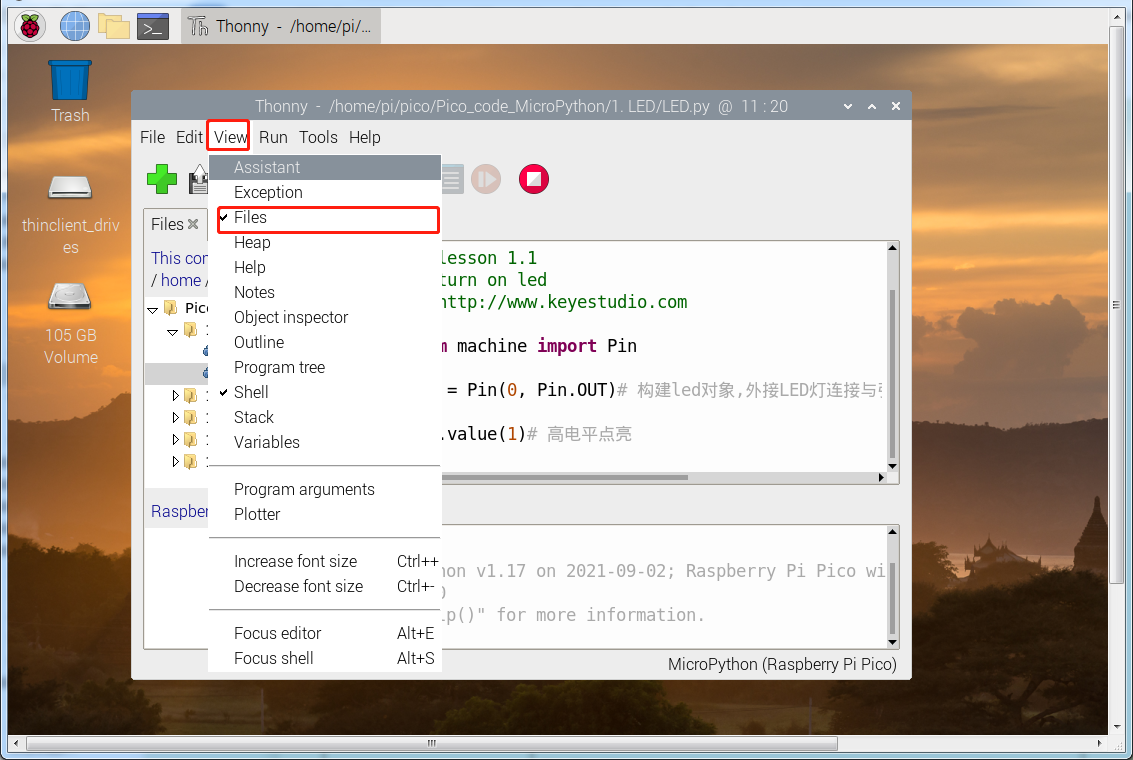 Thonny - /home/pi/...
Trash
thinclient_driv
es
105 GB
Volume
Thonny - /home/pi/pico/Pico_code_MicroPython/1. LED/LED.py @ 11 : 20
File Edit View Run Tools Help
Assistant
Exception
Files
Heap
Help
Notes
Object inspector
Outline
Program tree
Shell
Stack
Variables
Program arguments
Plotter
Increase font size Ctrl++
Decrease font size Ctrl+-
Focus editor Alt+E
Focus shell Alt+S
Files
This
/ home /
lesson 1.1
turn on led
http://www.keyestudio.com
machine import Pin
= Pin(0, Pin.OUT)# 构建led对象,外接LED灯连接与
.value(1)# 高电平点亮
v1.17 on 2021-09-02; Raspberry Pi Pico wi
()" for more information.
MicroPython (Raspberry Pi Pico)